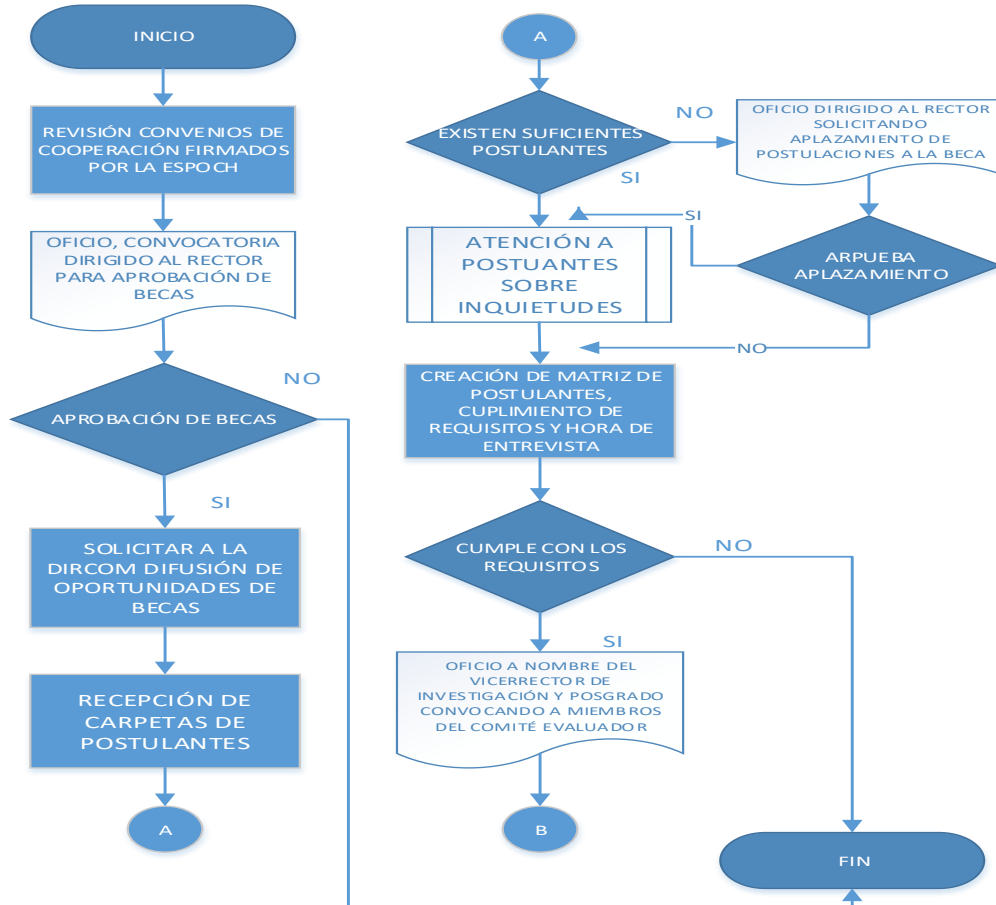 INICIO
REVISIÓN CONVENIOS DE
COOPERACIÓN FIRMADOS
POR LA ESPOCH
OFICIO, CONVOCATORIA
DIRIGIDO AL RECTOR
PARA APROBACIÓN DE
BECAS
NO
APROBACIÓN DE BECAS
SI
SOLICITAR A LA
DIRCOM DIFUSIÓN DE
OPORTUNIDADES DE
BECAS
RECEPCIÓN DE
CARPETAS DE
POSTULANTES
A
A
EXISTEN SUFICIENTES
POSTULANTES
NO
OFICIO DIRIGIDO AL RECTOR
SOLICITANDO
APLAZAMIENTO DE
POSTULACIONES A LA BECA
SI
SI
ARPUEBA
APLAZAMIENTO
ATENCIÓN A
POSTUANTES
SOBRE
INQUIETUDES
NO
CREACIÓN DE MATRIZ DE
POSTULANTES,
CUPLIMIENTO DE
REQUISITOS Y HORA DE
ENTREVISTA
CUMPLE CON LOS
REQUISITOS
NO
SI
OFICIO A NOMBRE DEL
VICERRECTOR DE
INVESTIGACIÓN Y POSGRADO
CONVOCANDO A MIEMBROS
DEL COMITÉ EVALUADOR
B
FIN